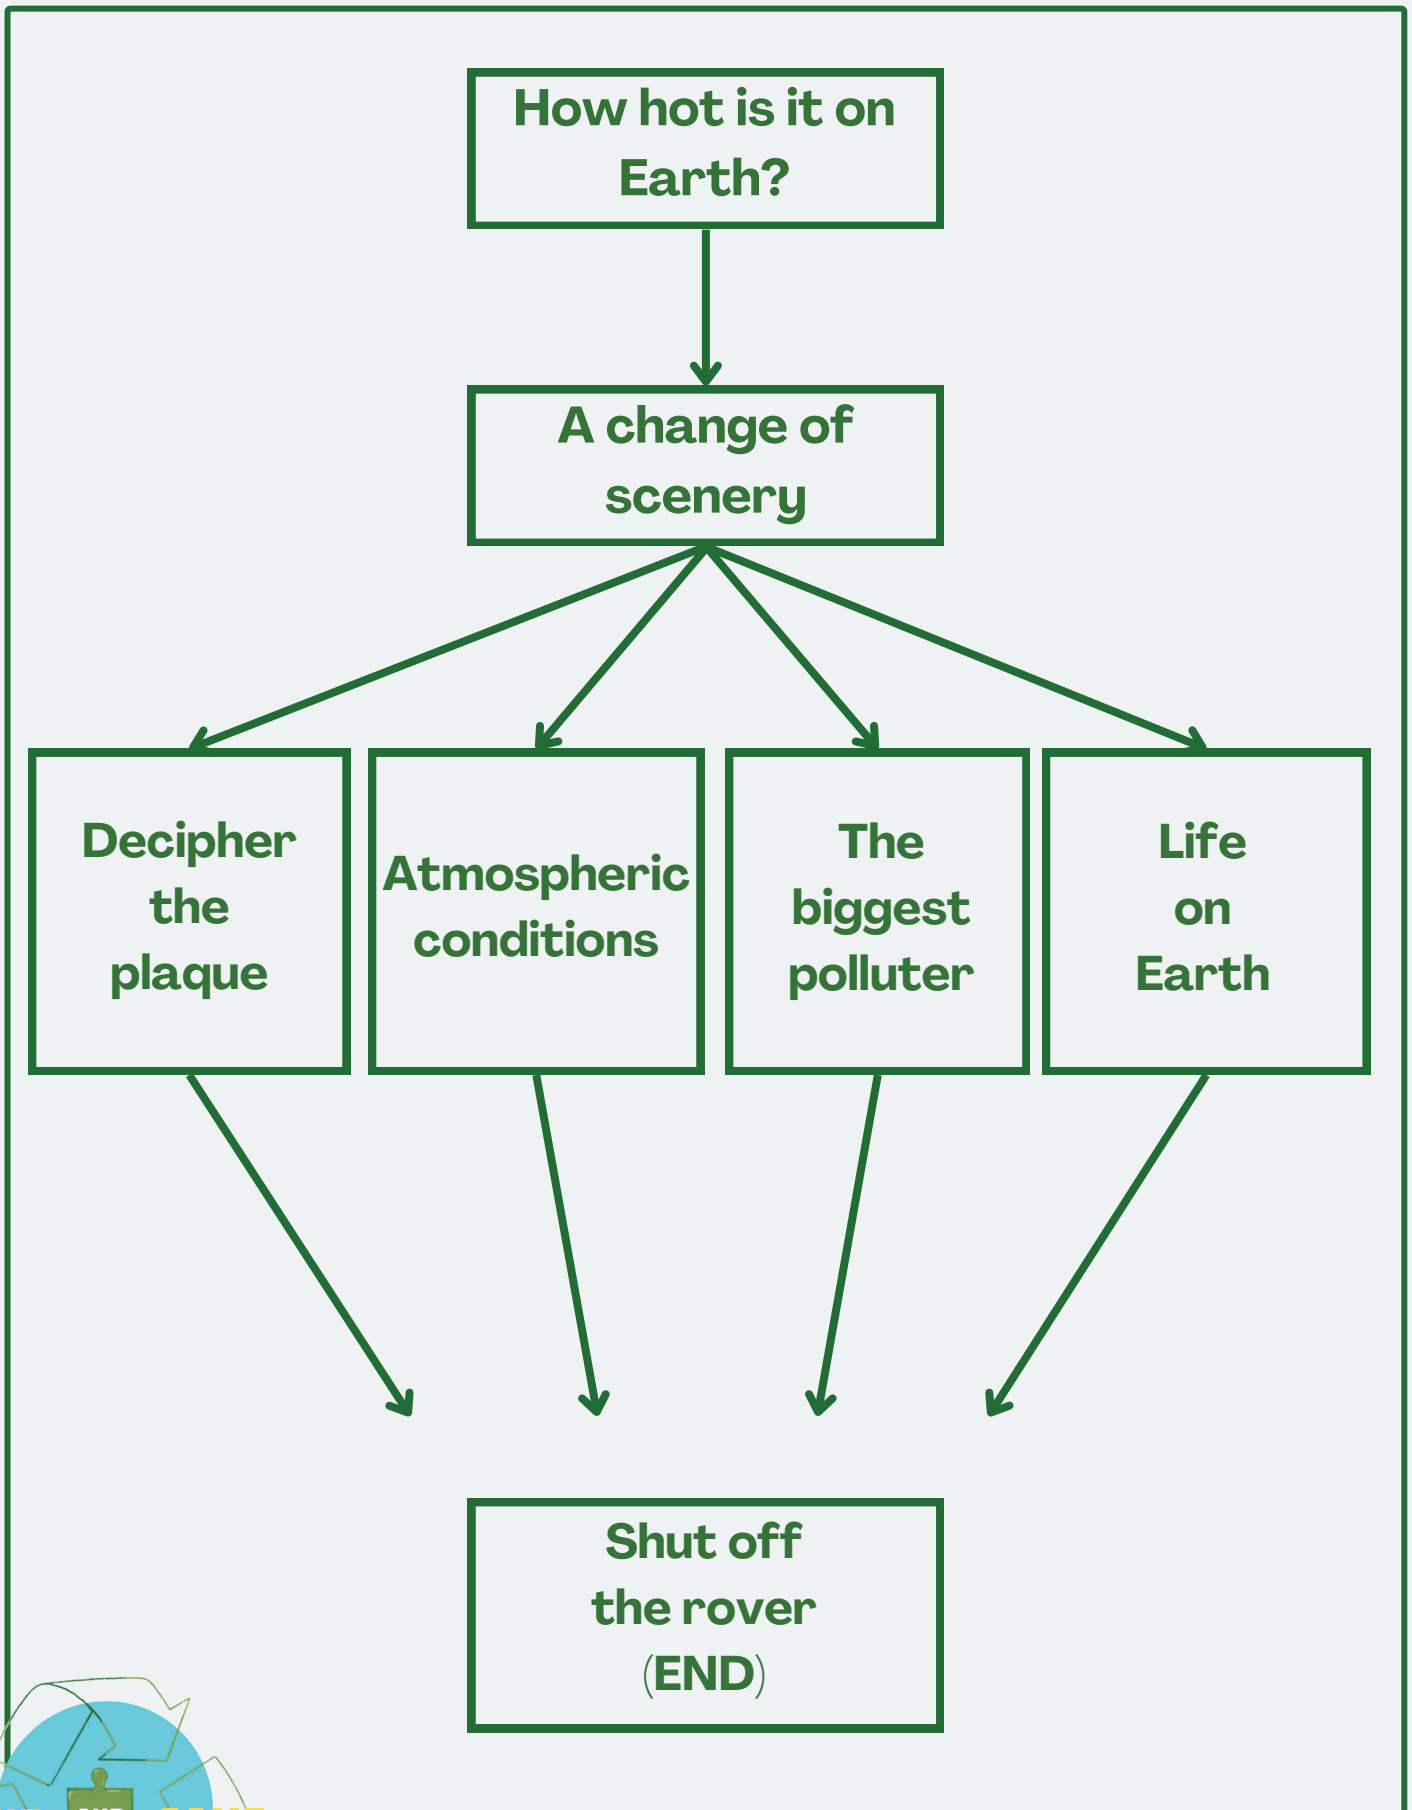 How hot is it on
Earth?
A change of
scenery
Decipher
the
plaque
Atmospheric
conditions
The
biggest
polluter
Life
on
Earth
Shut off
the rover
(END)